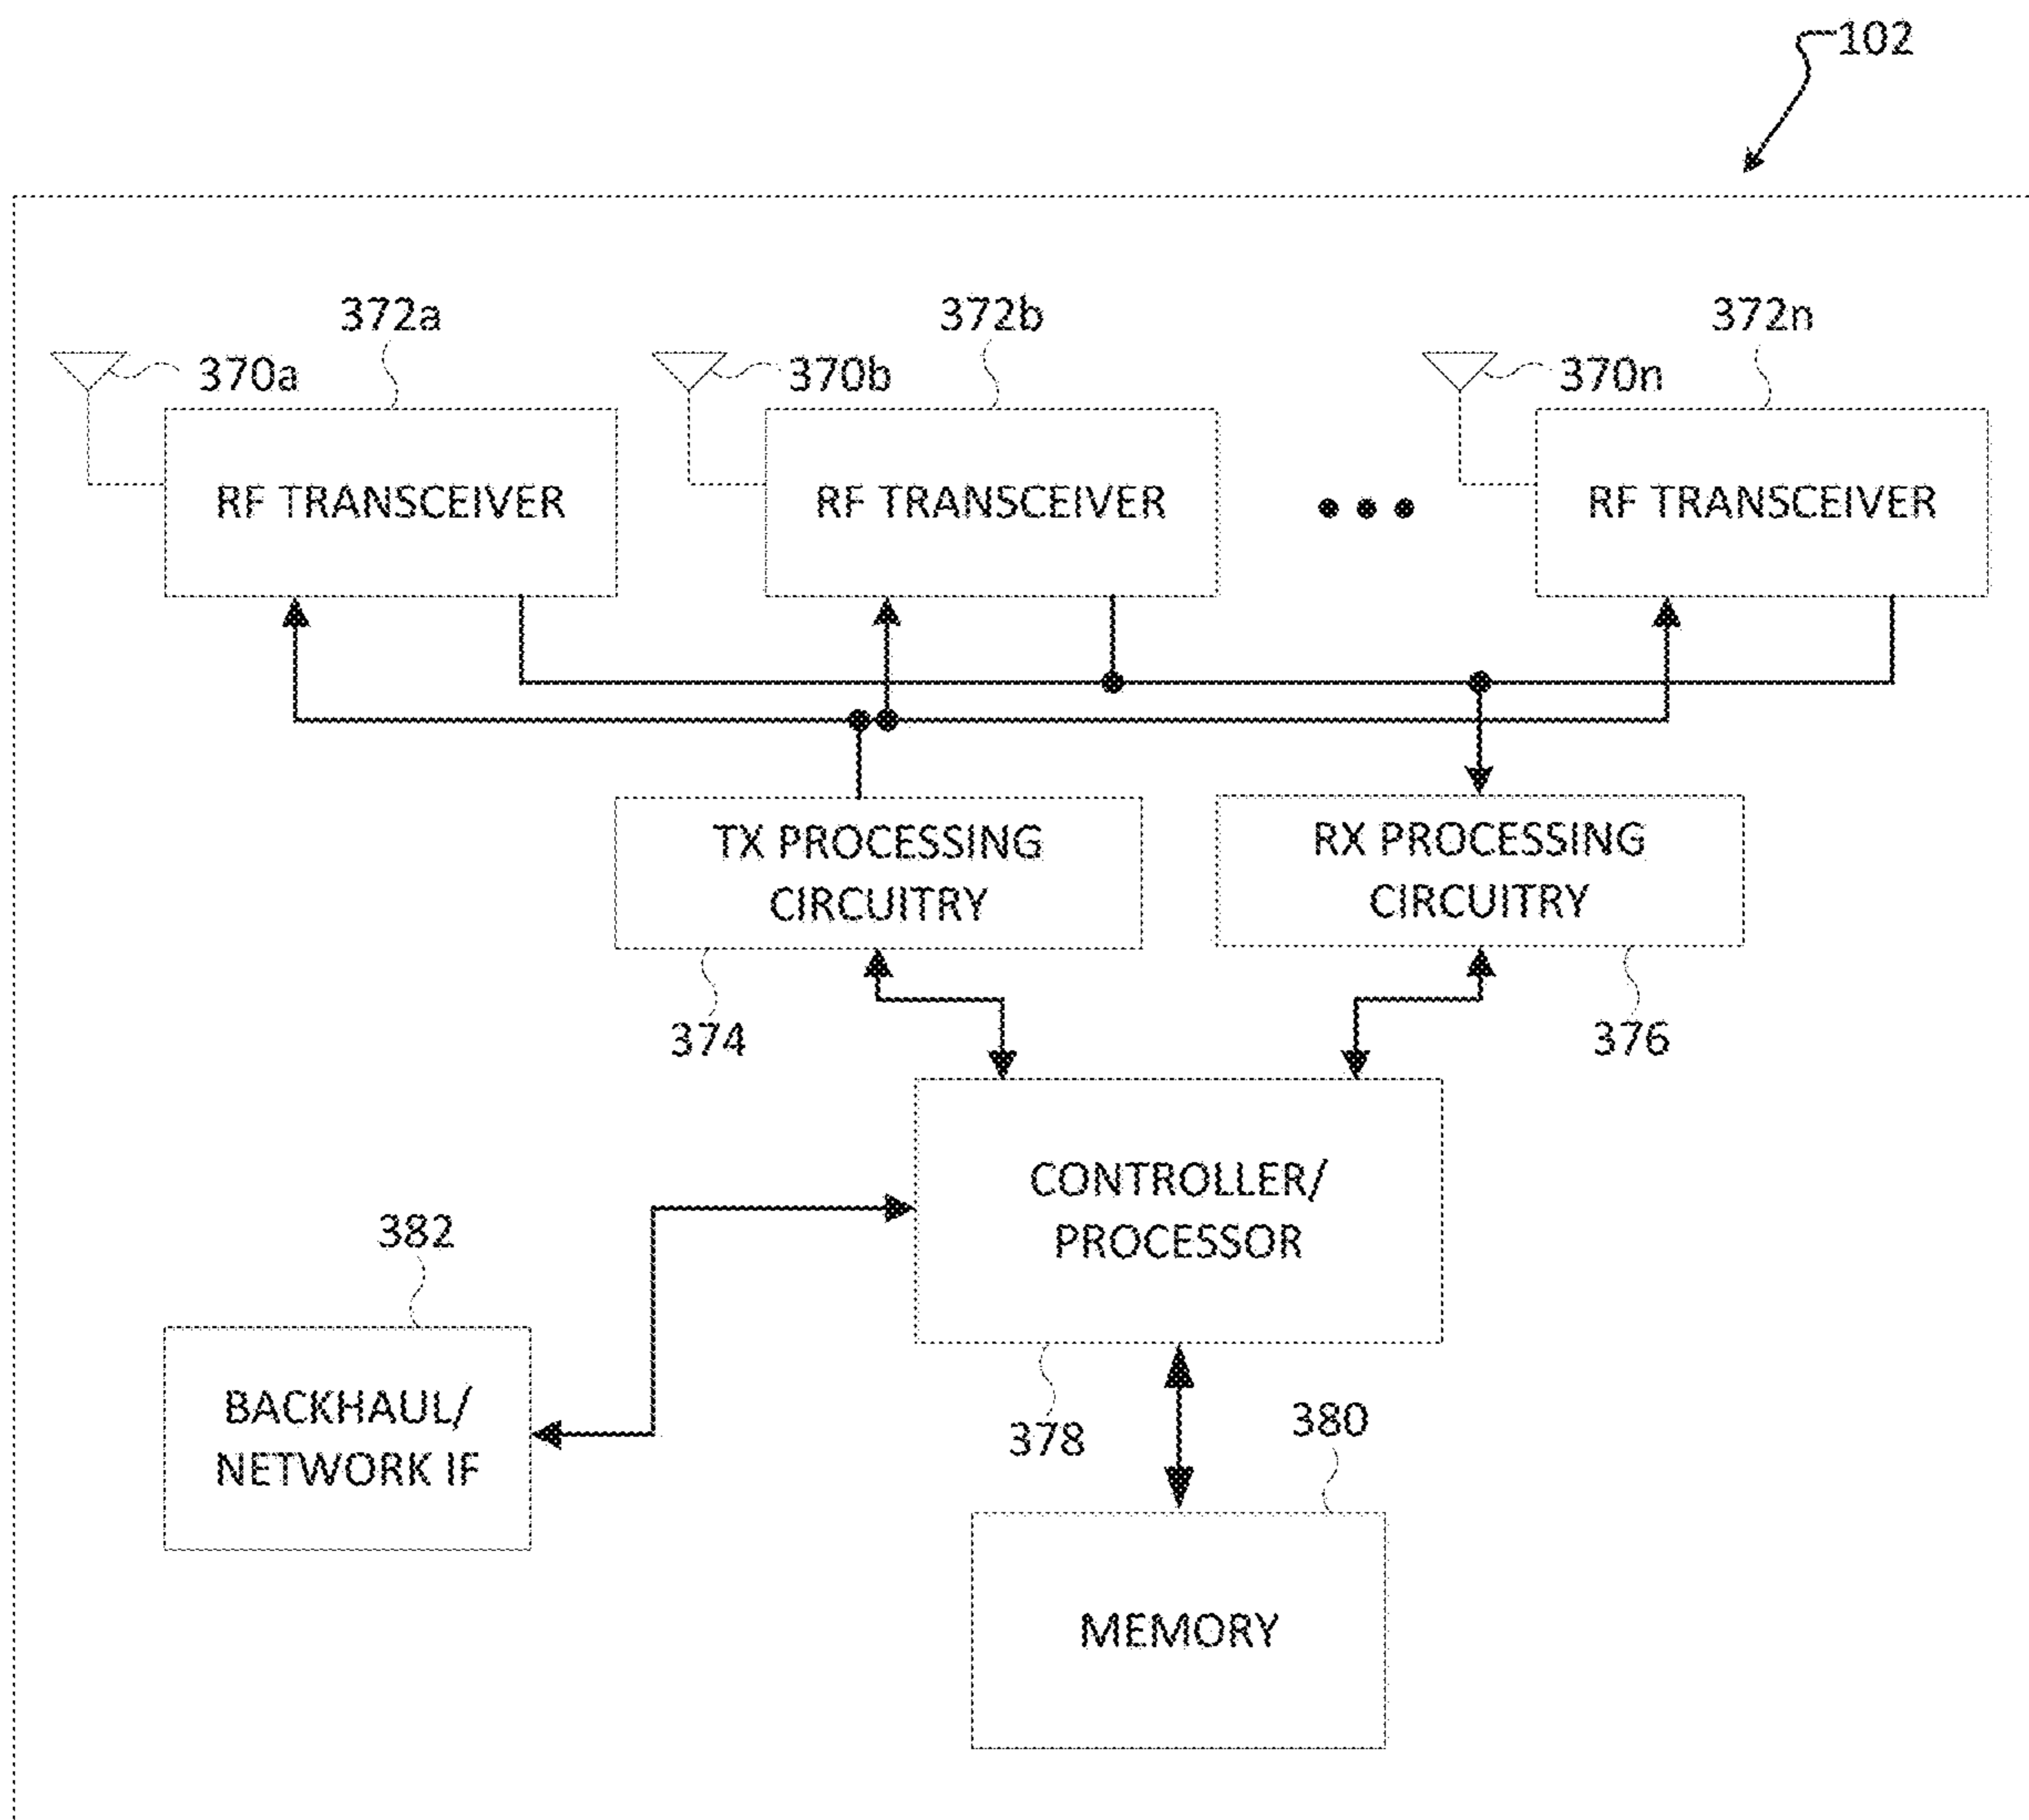 102
372a
372b
372n
370a
370b
370n
RF TRANSCEIVER
RF TRANSCEIVER
RF TRANSCEIVER
TX PROCESSING
CIRCUITRY
RX PROCESSING
CIRCUITRY
374
376
CONTROLLER/
PROCESSOR
382
BACKHAUL/
NETWORK IF
378
380
MEMORY